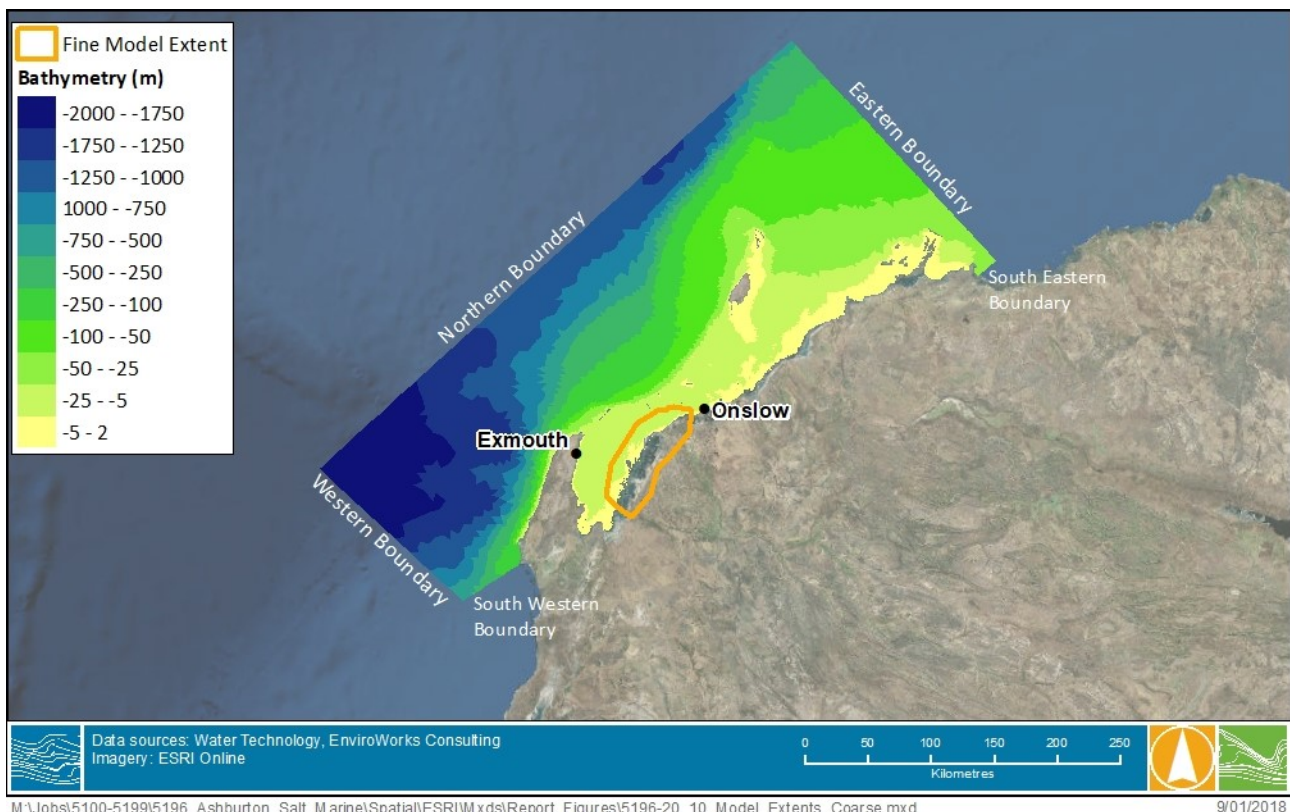 Fine Model Extent
Bathymetry (m)
-2000 - -1750
-1750 - -1250
-1250 - -1000
1000 - -750
-750 - -500
-500 - -250
-250 - -100
-100 - -50
-50 - -25
-25 - -5
-5 - 2
Northern Boundary
Eastern Boundary
South Eastern
Boundary
Onslow
Exmouth
Western Boundary
South Western
Boundary
Data sources: Water Technology, EnviroWorks Consulting
Imagery: ESRI Online
0 50 100 150 200 250
Kilometres
M:\Jobs\5100-5199\5196_Ashburton_Salt_Marine\Spatial\ESRI\Mxds\Report_Figures\5196-20_10_Model_Extents_Coarse.mxd
9/01/2018